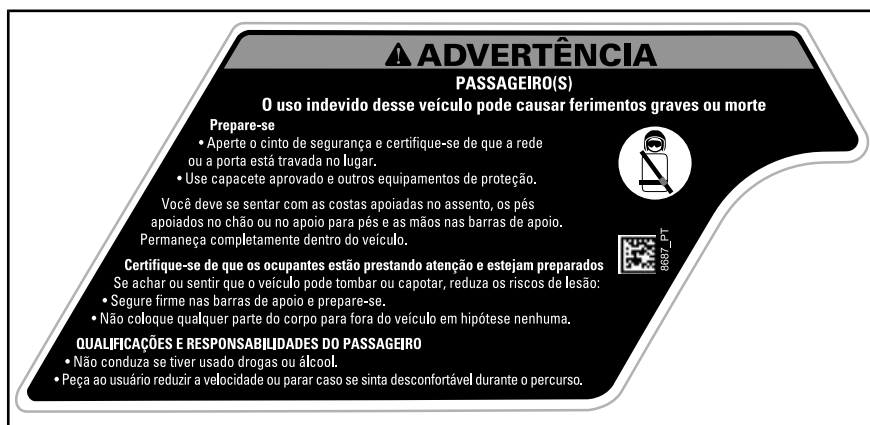 ADVERTÊNCIA
PASSAGEIRO(S)
O uso indevido desse veículo pode causar ferimentos graves ou morte
Prepare-se
• Aperte o cinto de segurança e certifique-se de que a rede
ou a porta está travada no lugar.
• Use capacete aprovado e outros equipamentos de proteção.
Você deve se sentar com as costas apoiadas no assento, os pés
apoiados no chão ou no apoio para pés e as mãos nas barras de apoio.
Permaneça completamente dentro do veículo.
8687_PT
Certifique-se de que os ocupantes estão prestando atenção e estejam preparados
Se achar ou sentir que o veículo pode tombar ou capotar, reduza os riscos de lesão:
• Segure firme nas barras de apoio e prepare-se.
• Não coloque qualquer parte do corpo para fora do veículo em hipótese nenhuma.
QUALIFICAÇÕES E RESPONSABILIDADES DO PASSAGEIRO
• Não conduza se tiver usado drogas ou álcool.
• Peça ao usuário reduzir a velocidade ou parar caso se sinta desconfortável durante o percurso.